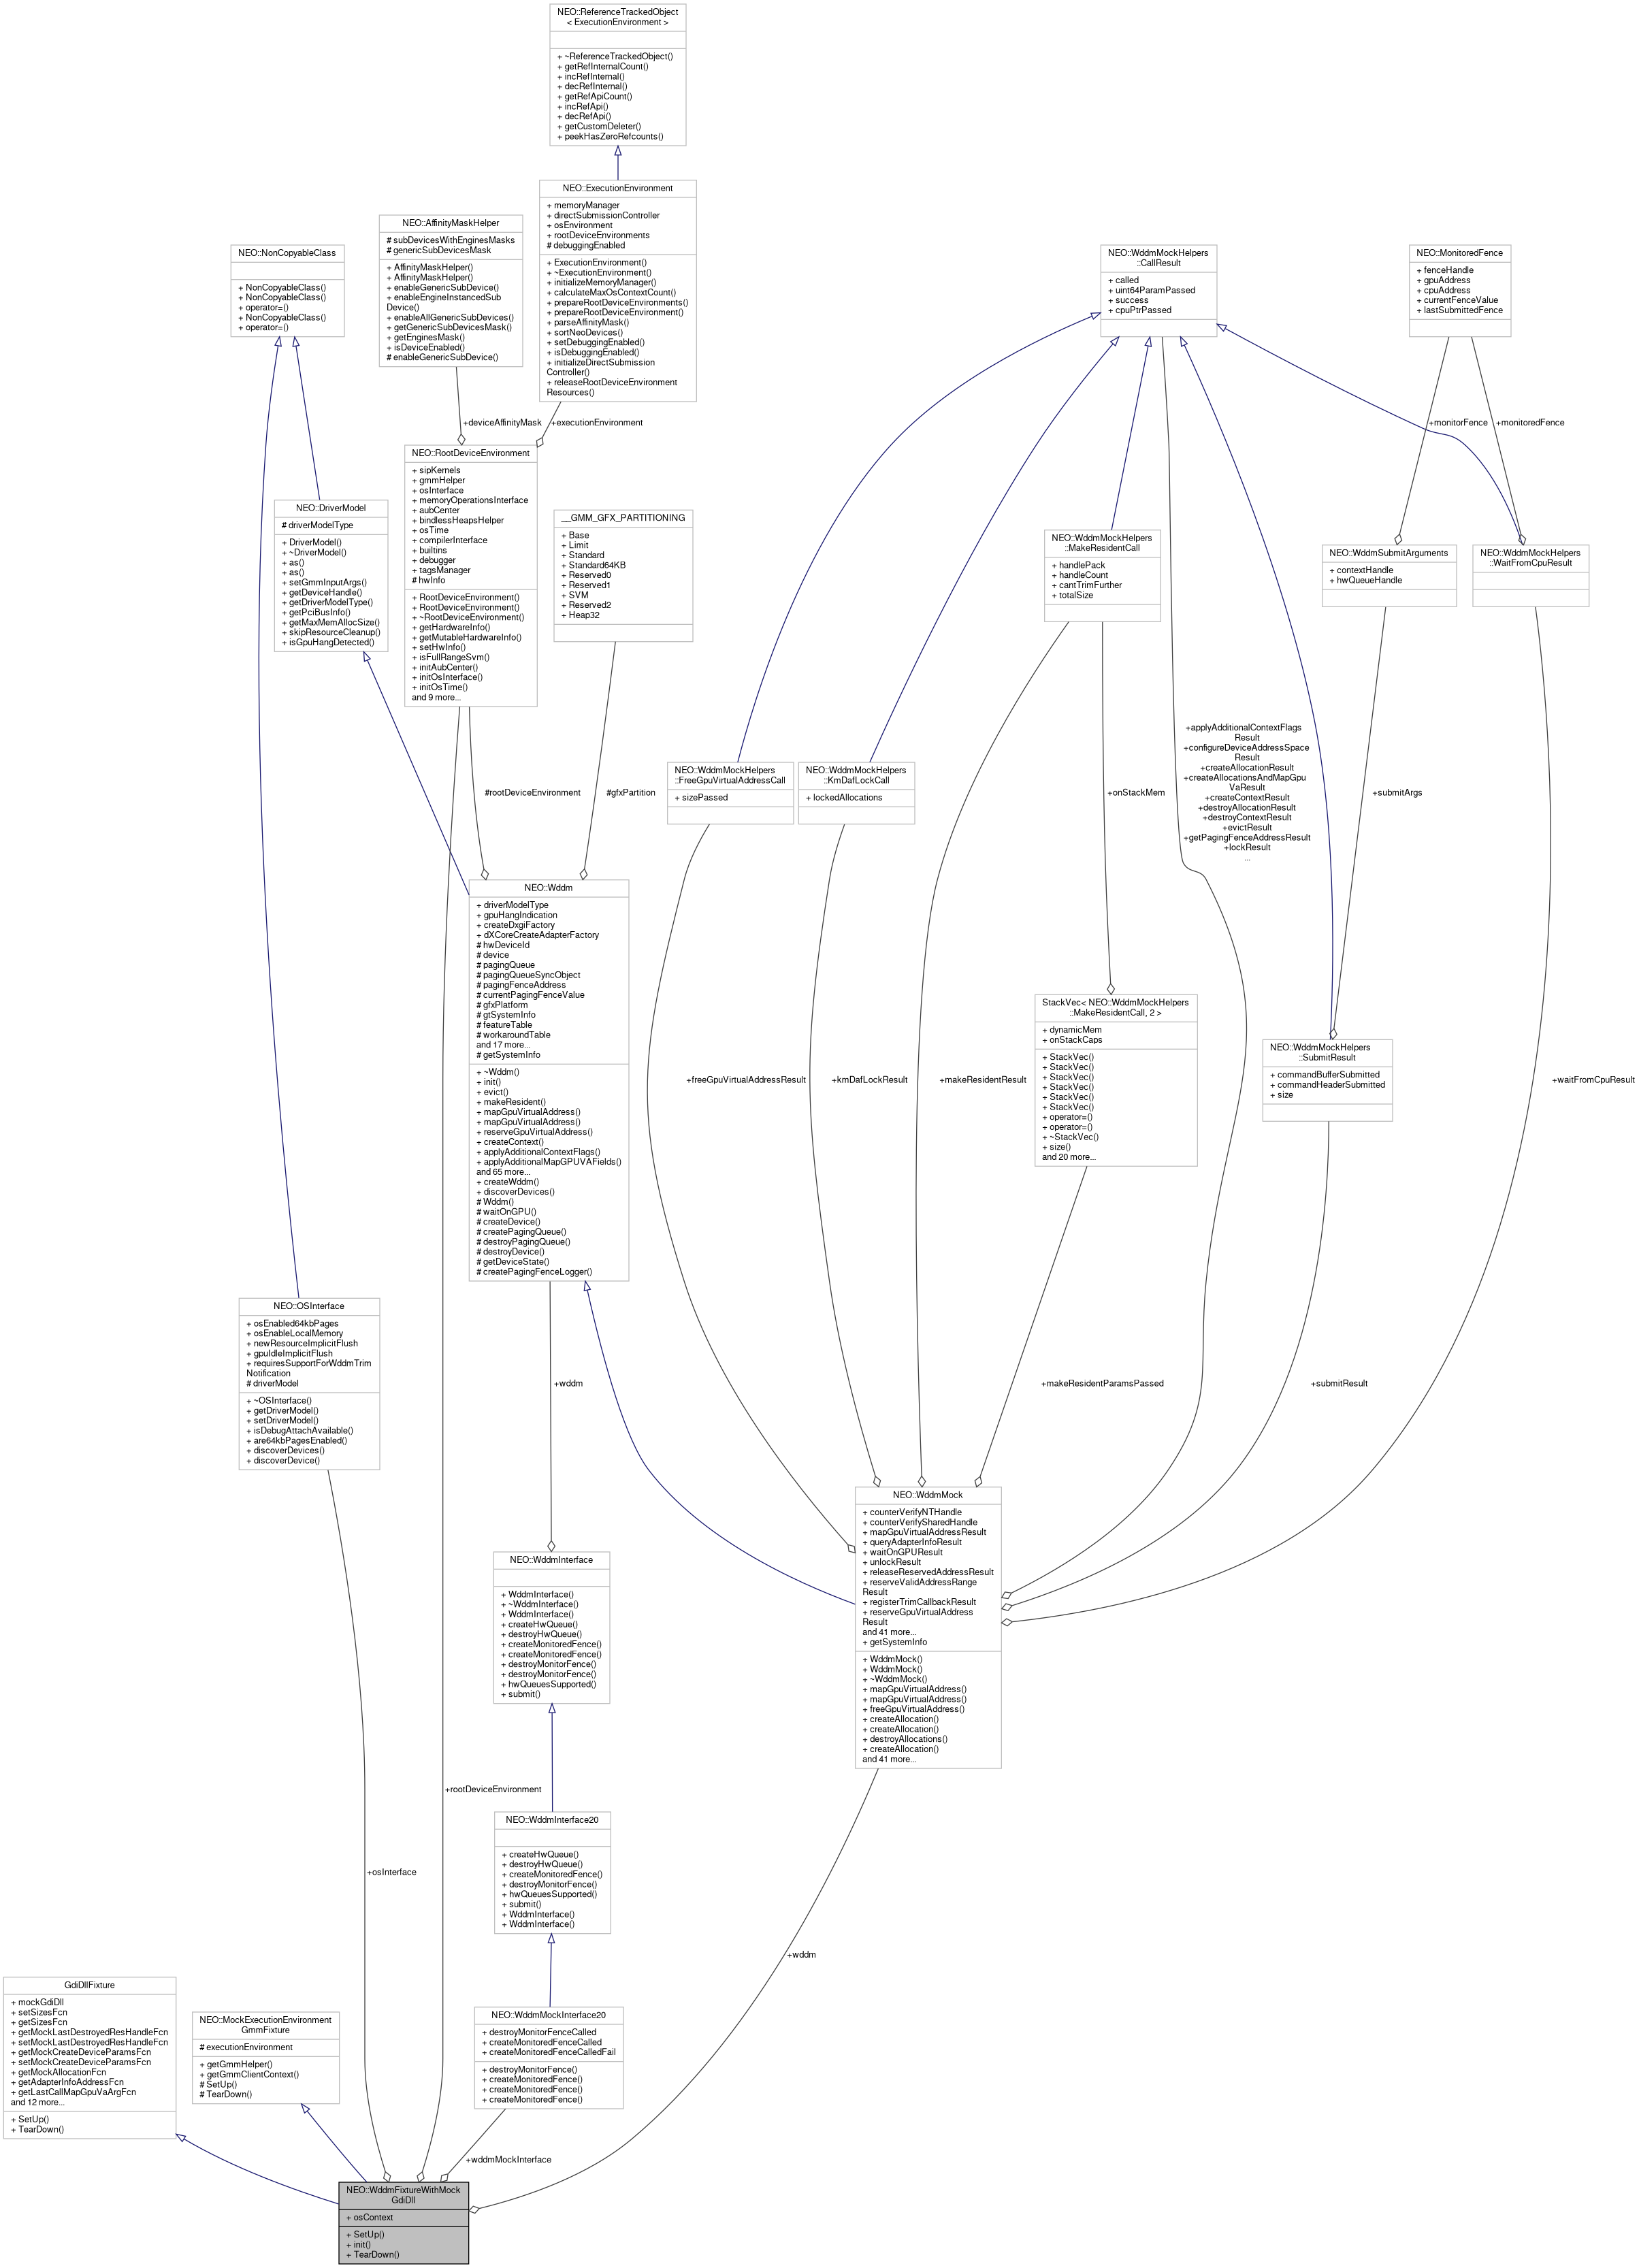 NEO::ReferenceTrackedObject
< ExecutionEnvironment >
+ ~ReferenceTrackedObject()
+ getRefInternalCount()
+ incRefInternal()
+ decRefInternal()
+ getRefApiCount()
+ incRefApi()
+ decRefApi()
+ getCustomDeleter()
+ peekHasZeroRefcounts()
NEO::ExecutionEnvironment
+ memoryManager
+ directSubmissionController
+ osEnvironment
+ rootDeviceEnvironments
# debuggingEnabled
+ ExecutionEnvironment()
+ ~ExecutionEnvironment()
+ initializeMemoryManager()
+ calculateMaxOsContextCount()
+ prepareRootDeviceEnvironments()
+ prepareRootDeviceEnvironment()
+ parseAffinityMask()
+ sortNeoDevices()
+ setDebuggingEnabled()
+ isDebuggingEnabled()
+ initializeDirectSubmission
Controller()
+ releaseRootDeviceEnvironment
Resources()
NEO::AffinityMaskHelper
# subDevicesWithEnginesMasks
# genericSubDevicesMask
+ AffinityMaskHelper()
+ AffinityMaskHelper()
+ enableGenericSubDevice()
+ enableEngineInstancedSub
Device()
+ enableAllGenericSubDevices()
+ getGenericSubDevicesMask()
+ getEnginesMask()
+ isDeviceEnabled()
# enableGenericSubDevice()
NEO::NonCopyableClass
+ NonCopyableClass()
+ NonCopyableClass()
+ operator=()
+ NonCopyableClass()
+ operator=()
NEO::WddmMockHelpers
::CallResult
+ called
+ uint64ParamPassed
+ success
+ cpuPtrPassed
NEO::MonitoredFence
+ fenceHandle
+ gpuAddress
+ cpuAddress
+ currentFenceValue
+ lastSubmittedFence
+deviceAffinityMask
+executionEnvironment
+monitorFence
+monitoredFence
NEO::RootDeviceEnvironment
+ sipKernels
+ gmmHelper
+ osInterface
+ memoryOperationsInterface
+ aubCenter
+ bindlessHeapsHelper
+ osTime
+ compilerInterface
+ builtins
+ debugger
+ tagsManager
# hwInfo
+ RootDeviceEnvironment()
+ RootDeviceEnvironment()
+ ~RootDeviceEnvironment()
+ getHardwareInfo()
+ getMutableHardwareInfo()
+ setHwInfo()
+ isFullRangeSvm()
+ initAubCenter()
+ initOsInterface()
+ initOsTime()
and 9 more...
NEO::DriverModel
# driverModelType
+ DriverModel()
+ ~DriverModel()
+ as()
+ as()
+ setGmmInputArgs()
+ getDeviceHandle()
+ getDriverModelType()
+ getPciBusInfo()
+ getMaxMemAllocSize()
+ skipResourceCleanup()
+ isGpuHangDetected()
__GMM_GFX_PARTITIONING
+ Base
+ Limit
+ Standard
+ Standard64KB
+ Reserved0
+ Reserved1
+ SVM
+ Reserved2
+ Heap32
NEO::WddmMockHelpers
::MakeResidentCall
+ handlePack
+ handleCount
+ cantTrimFurther
+ totalSize
NEO::WddmSubmitArguments
+ contextHandle
+ hwQueueHandle
NEO::WddmMockHelpers
::WaitFromCpuResult
+applyAdditionalContextFlags
Result
+configureDeviceAddressSpace
Result
+createAllocationResult
+createAllocationsAndMapGpu
VaResult
+createContextResult
+destroyAllocationResult
+destroyContextResult
+evictResult
+getPagingFenceAddressResult
+lockResult
...
NEO::WddmMockHelpers
::FreeGpuVirtualAddressCall
+ sizePassed
NEO::WddmMockHelpers
::KmDafLockCall
+ lockedAllocations
#rootDeviceEnvironment
#gfxPartition
+onStackMem
+submitArgs
NEO::Wddm
+ driverModelType
+ gpuHangIndication
+ createDxgiFactory
+ dXCoreCreateAdapterFactory
# hwDeviceId
# device
# pagingQueue
# pagingQueueSyncObject
# pagingFenceAddress
# currentPagingFenceValue
# gfxPlatform
# gtSystemInfo
# featureTable
# workaroundTable
and 17 more...
# getSystemInfo
+ ~Wddm()
+ init()
+ evict()
+ makeResident()
+ mapGpuVirtualAddress()
+ mapGpuVirtualAddress()
+ reserveGpuVirtualAddress()
+ createContext()
+ applyAdditionalContextFlags()
+ applyAdditionalMapGPUVAFields()
and 65 more...
+ createWddm()
+ discoverDevices()
# Wddm()
# waitOnGPU()
# createDevice()
# createPagingQueue()
# destroyPagingQueue()
# destroyDevice()
# getDeviceState()
# createPagingFenceLogger()
StackVec< NEO::WddmMockHelpers
::MakeResidentCall, 2 >
+ dynamicMem
+ onStackCaps
+ StackVec()
+ StackVec()
+ StackVec()
+ StackVec()
+ StackVec()
+ StackVec()
+ operator=()
+ operator=()
+ ~StackVec()
+ size()
and 20 more...
NEO::WddmMockHelpers
::SubmitResult
+ commandBufferSubmitted
+ commandHeaderSubmitted
+ size
+freeGpuVirtualAddressResult
+kmDafLockResult
+makeResidentResult
+waitFromCpuResult
NEO::OSInterface
+ osEnabled64kbPages
+ osEnableLocalMemory
+ newResourceImplicitFlush
+ gpuIdleImplicitFlush
+ requiresSupportForWddmTrim
Notification
# driverModel
+ ~OSInterface()
+ getDriverModel()
+ setDriverModel()
+ isDebugAttachAvailable()
+ are64kbPagesEnabled()
+ discoverDevices()
+ discoverDevice()
+wddm
+makeResidentParamsPassed
+submitResult
NEO::WddmMock
+ counterVerifyNTHandle
+ counterVerifySharedHandle
+ mapGpuVirtualAddressResult
+ queryAdapterInfoResult
+ waitOnGPUResult
+ unlockResult
+ releaseReservedAddressResult
+ reserveValidAddressRange
Result
+ registerTrimCallbackResult
+ reserveGpuVirtualAddress
Result
and 41 more...
+ getSystemInfo
+ WddmMock()
+ WddmMock()
+ ~WddmMock()
+ mapGpuVirtualAddress()
+ mapGpuVirtualAddress()
+ freeGpuVirtualAddress()
+ createAllocation()
+ createAllocation()
+ destroyAllocations()
+ createAllocation()
and 41 more...
NEO::WddmInterface
+ WddmInterface()
+ ~WddmInterface()
+ WddmInterface()
+ createHwQueue()
+ destroyHwQueue()
+ createMonitoredFence()
+ createMonitoredFence()
+ destroyMonitorFence()
+ destroyMonitorFence()
+ hwQueuesSupported()
+ submit()
+rootDeviceEnvironment
NEO::WddmInterface20
+ createHwQueue()
+ destroyHwQueue()
+ createMonitoredFence()
+ destroyMonitorFence()
+ hwQueuesSupported()
+ submit()
+ WddmInterface()
+ WddmInterface()
+osInterface
+wddm
GdiDllFixture
+ mockGdiDll
+ setSizesFcn
+ getSizesFcn
+ getMockLastDestroyedResHandleFcn
+ setMockLastDestroyedResHandleFcn
+ getMockCreateDeviceParamsFcn
+ setMockCreateDeviceParamsFcn
+ getMockAllocationFcn
+ getAdapterInfoAddressFcn
+ getLastCallMapGpuVaArgFcn
and 12 more...
+ SetUp()
+ TearDown()
NEO::MockExecutionEnvironment
GmmFixture
# executionEnvironment
+ getGmmHelper()
+ getGmmClientContext()
# SetUp()
# TearDown()
NEO::WddmMockInterface20
+ destroyMonitorFenceCalled
+ createMonitoredFenceCalled
+ createMonitoredFenceCalledFail
+ destroyMonitorFence()
+ createMonitoredFence()
+ createMonitoredFence()
+ createMonitoredFence()
+wddmMockInterface
NEO::WddmFixtureWithMock
GdiDll
+ osContext
+ SetUp()
+ init()
+ TearDown()